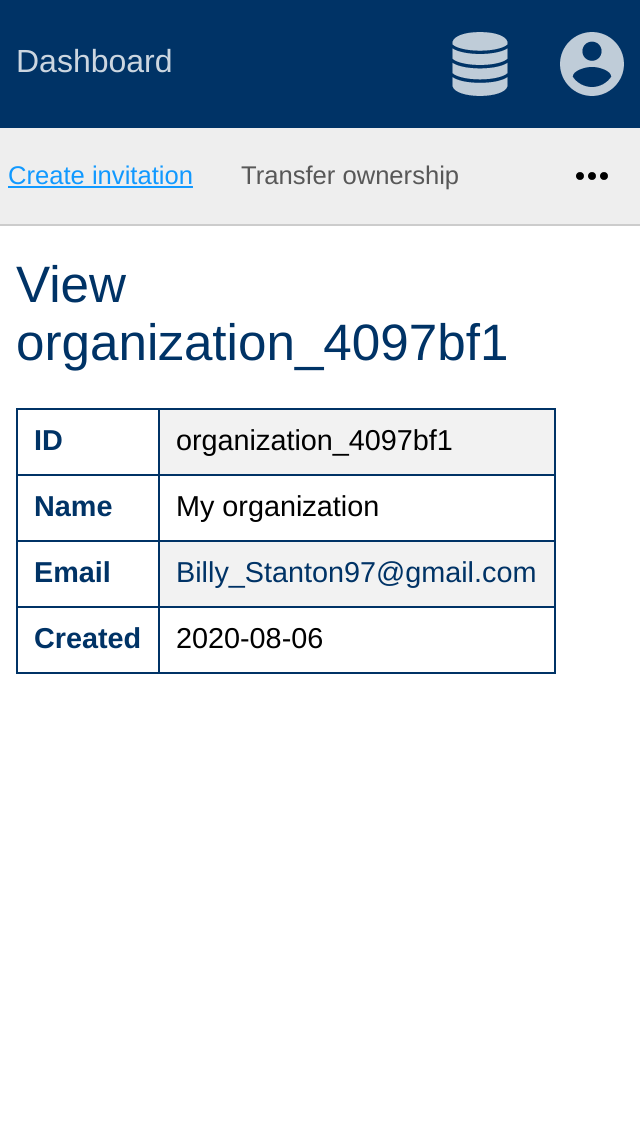 Dashboard
Create invitation Transfer ownership •••
View
organization_4097bf1
ID organization_4097bf1
Name My organization
Email Billy_Stanton97@gmail.com
Created 2020-08-06